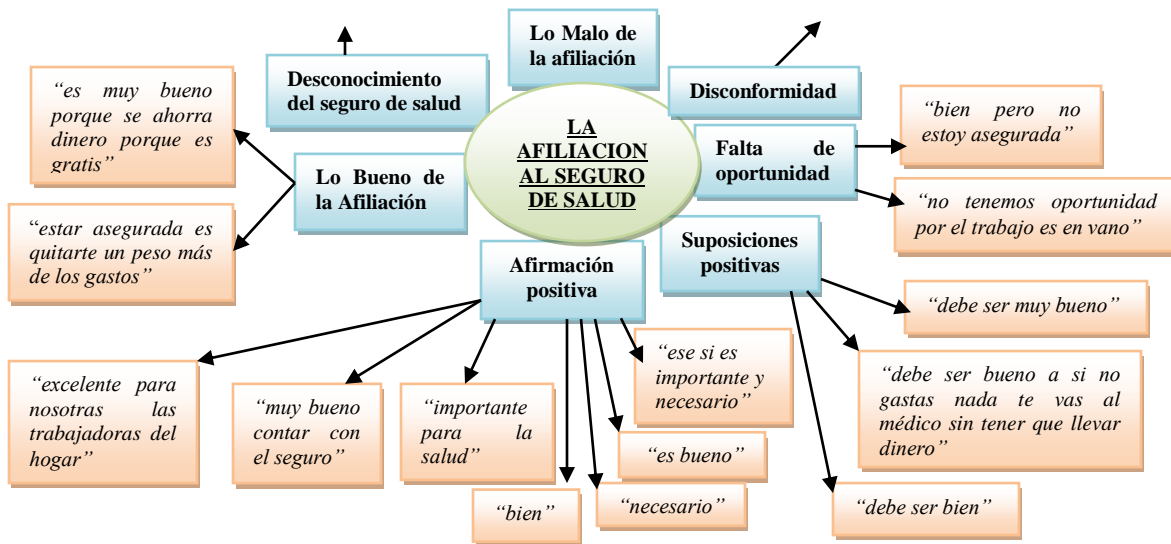 Lo Malo de
la afiliación
Desconocimiento
del seguro de salud
Disconformidad
“es muy bueno
porque se ahorra
dinero porque es
gratis”
LA
AFILIACION
AL SEGURO
DE SALUD
Falta de
oportunidad
“bien pero no
estoy asegurada”
Lo Bueno de
la Afiliación
“no tenemos oportunidad
por el trabajo es en vano”
“estar asegurada es
quitarte un peso más
de los gastos”
Afirmación
positiva
Suposiciones
positivas
“debe ser muy bueno”
“excelente para
nosotras las
trabajadoras del
hogar”
“muy bueno
contar con
el seguro”
“importante
para la
salud”
“ese si es
importante y
necesario”
“debe ser bueno a si no
gastas nada te vas al
médico sin tener que llevar
dinero”
“es bueno”
“bien”
“necesario”
“debe ser bien”